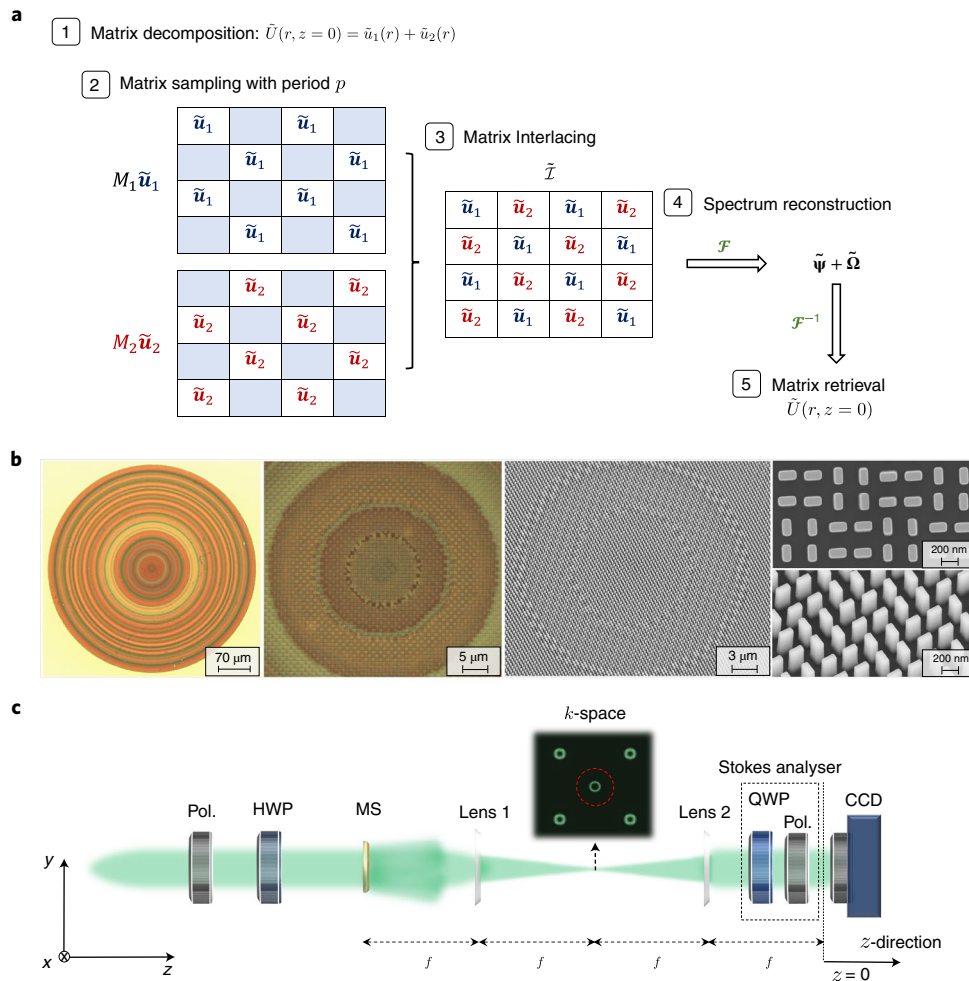 a
1 Matrix decomposition: Ũ(r, z = 0) = ũ₁(r) + ũ₂(r)
2 Matrix sampling with period p
M₁ũ₁
ũ₁ ũ₁
ũ₁ ũ₁
ũ₁ ũ₁
ũ₁ ũ₁
M₂ũ₂
ũ₂ ũ₂
ũ₂ ũ₂
ũ₂ ũ₂
ũ₂ ũ₂
3 Matrix Interlacing
Ĩ
ũ₁ ũ₂ ũ₁ ũ₂
ũ₂ ũ₁ ũ₂ ũ₁
ũ₁ ũ₂ ũ₁ ũ₂
ũ₂ ũ₁ ũ₂ ũ₁
4 Spectrum reconstruction
ℱ
ψ̃ + Ω̃
ℱ⁻¹
5 Matrix retrieval
Ũ(r, z = 0)
b
70 μm
5 μm
3 μm
200 nm
200 nm
c
k-space
Pol.
HWP
MS
Lens 1
Lens 2
Stokes analyser
QWP
Pol.
CCD
y
x
z
f f f f
z-direction
z = 0